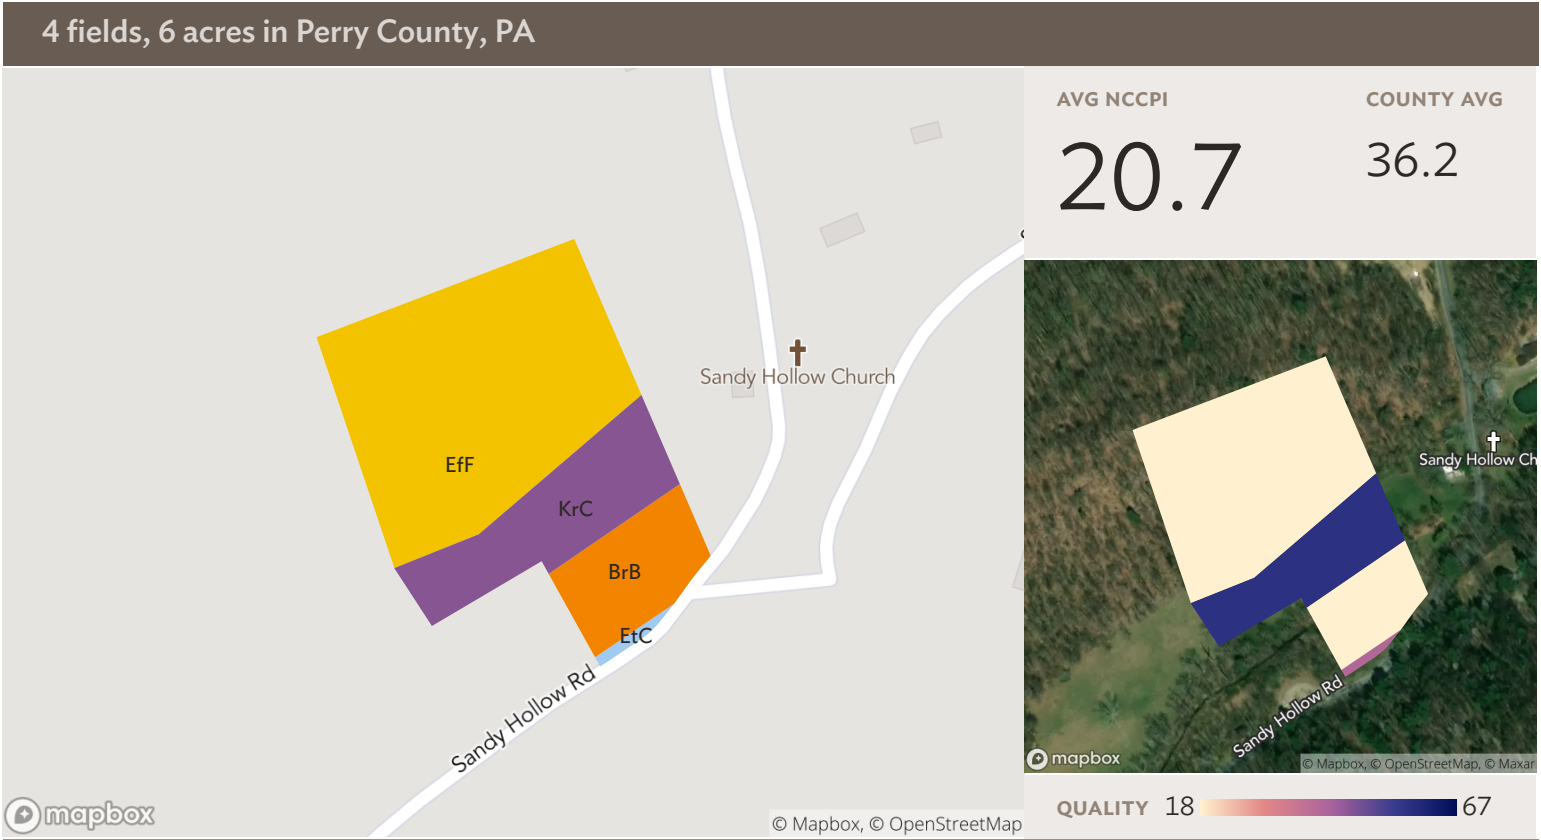 4 fields, 6 acres in Perry County, PA
AVG NCCPI
COUNTY AVG
20.7
36.2
Sandy Hollow Church
EfF
KrC
BrB
EtC
Sandy Hollow Rd
mapbox
© Mapbox, © OpenStreetMap
Sandy Hollow Ch
Sandy Hollow Rd
mapbox
© Mapbox, © OpenStreetMap, © Maxar
QUALITY 18 67